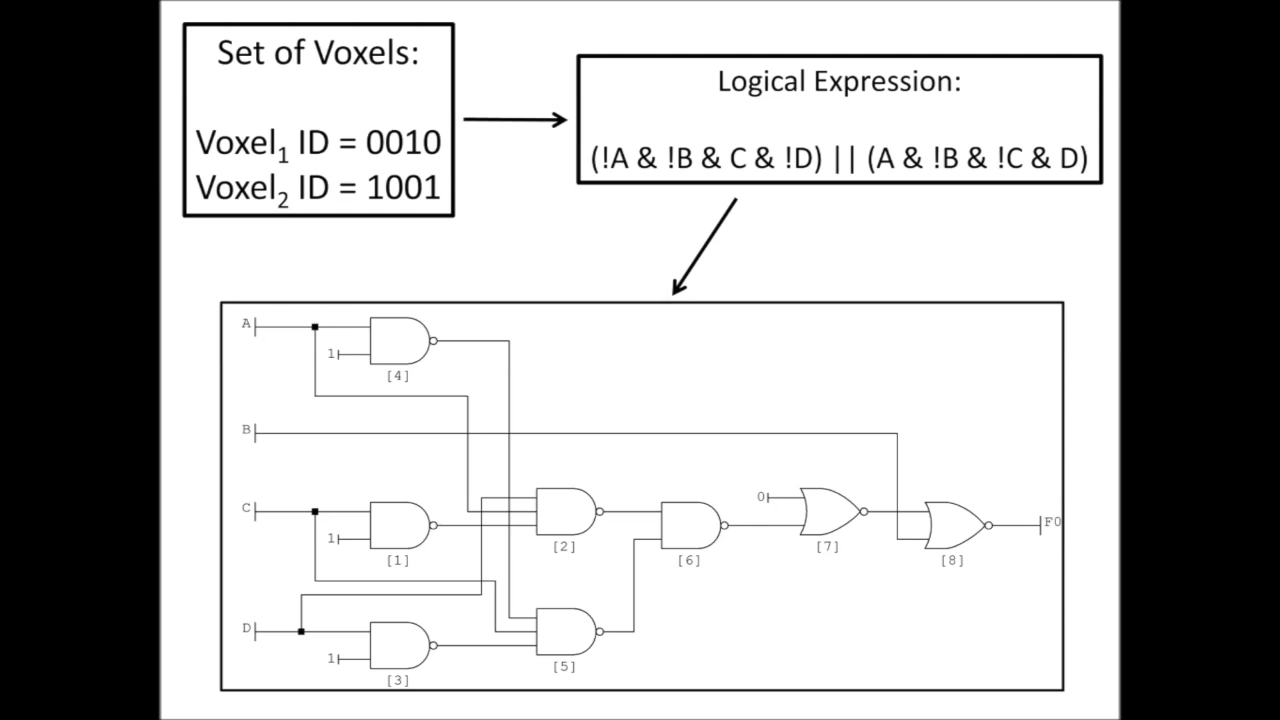 Set of Voxels:
Voxel1 ID = 0010
Voxel2 ID = 1001
Logical Expression:
(!A & !B & C & !D) || (A & !B & !C & D)
A
1
[4]
B
C
1
[1]
[2]
0
[6]
[7]
[8]
F0
D
1
[3]
[5]